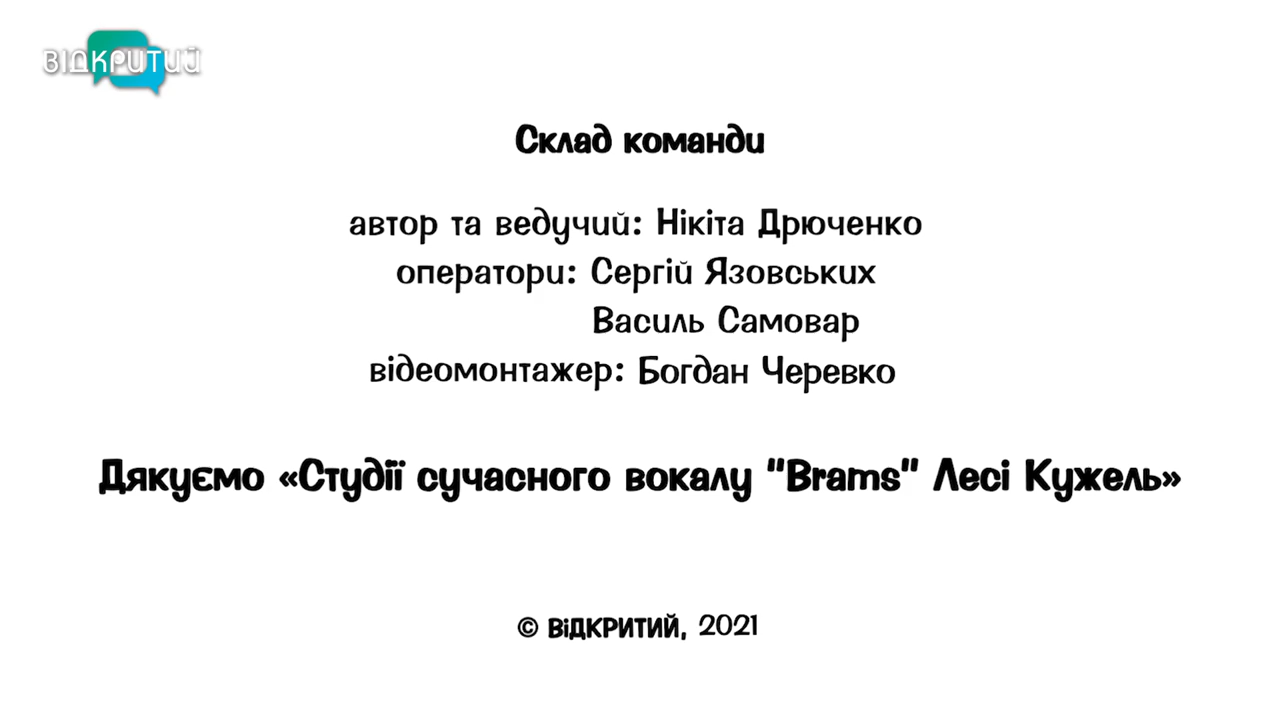 ВІДКРИТИЙ
Склад команди
автор та ведучий: Нікіта Дрюченко
оператори: Сергій Язовських
Василь Самовар
відеомонтажер: Богдан Черевко
Дякуємо «Студії сучасного вокалу "Brams" Лесі Кужель»
© ВіДКРИТИЙ, 2021